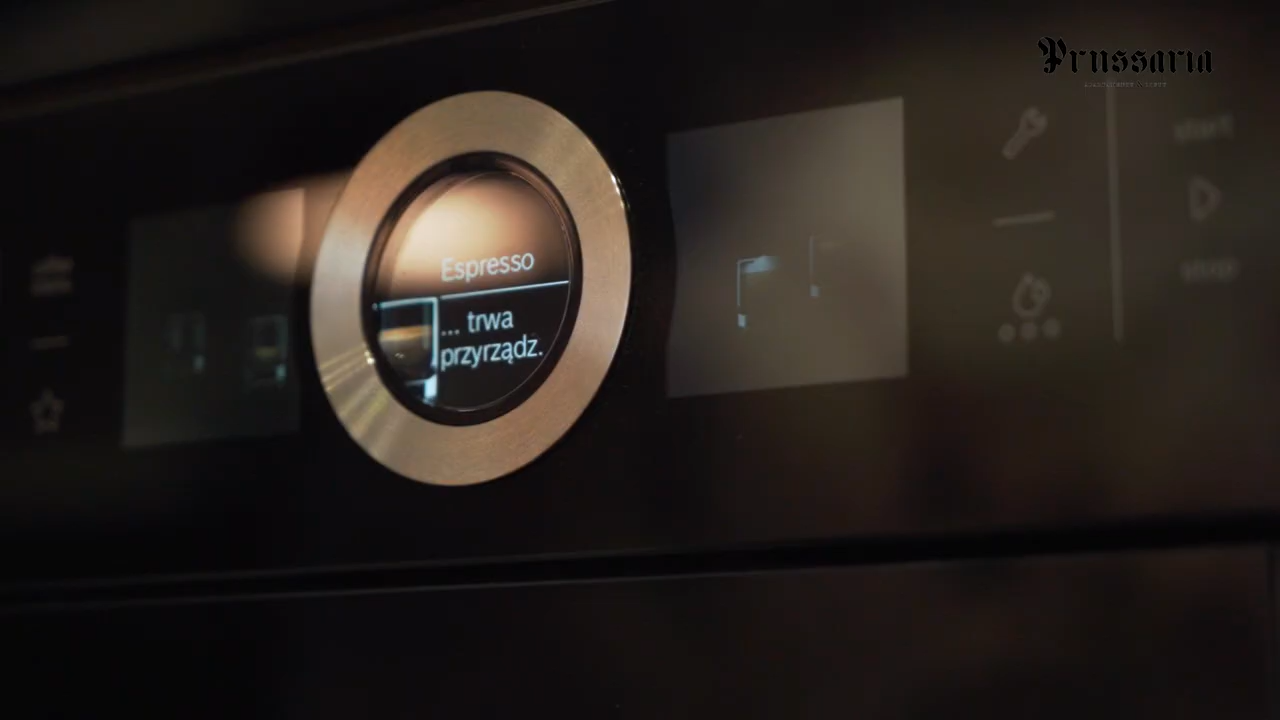 Prussaria
Espresso
... trwa
przyrządz.
start
stop